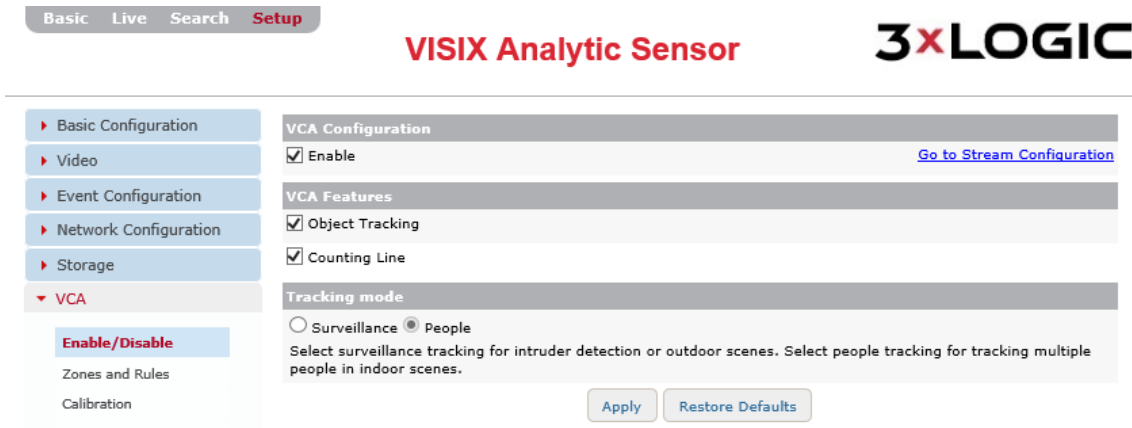 Basic Live Search Setup
VISIX Analytic Sensor
3xLOGIC
Basic Configuration
Video
Event Configuration
Network Configuration
Storage
VCA
Enable/Disable
Zones and Rules
Calibration
VCA Configuration
Enable
Go to Stream Configuration
VCA Features
Object Tracking
Counting Line
Tracking mode
Surveillance People
Select surveillance tracking for intruder detection or outdoor scenes. Select people tracking for tracking multiple
people in indoor scenes.
Apply Restore Defaults